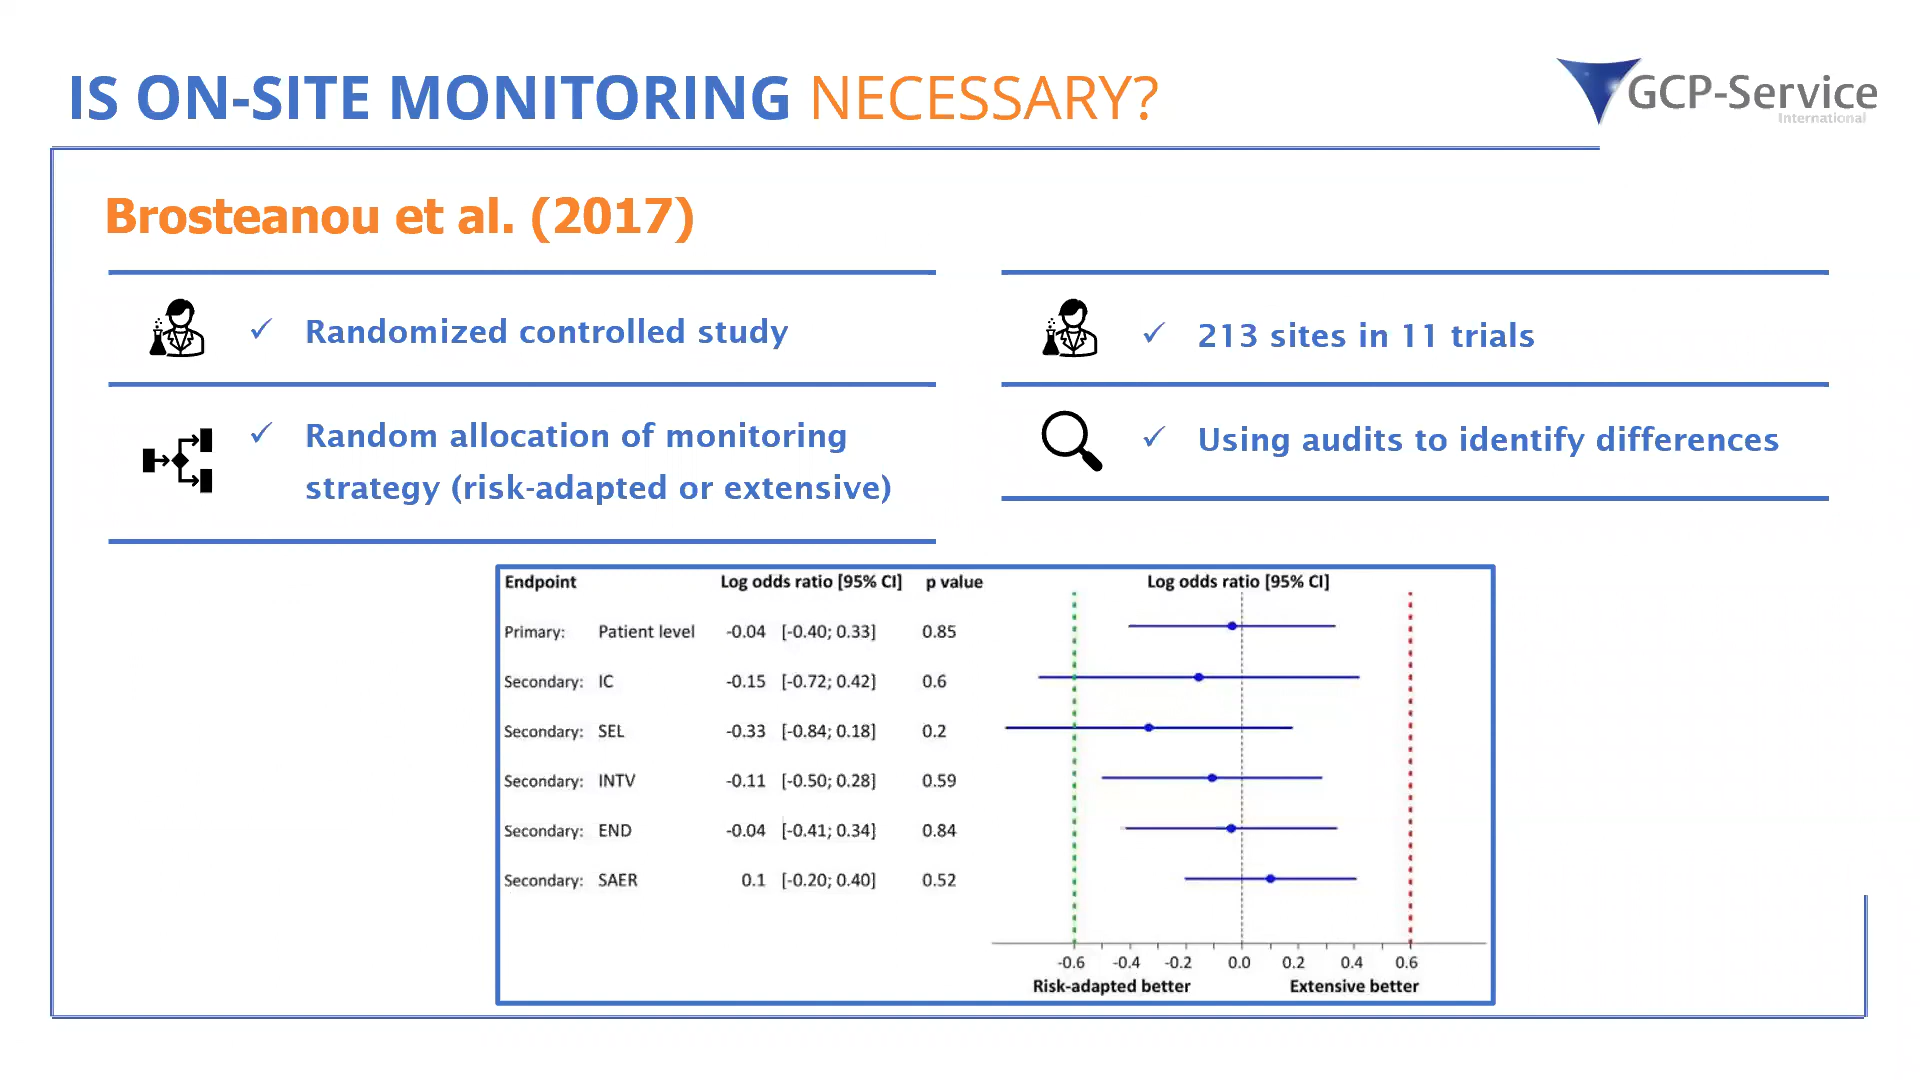 IS ON-SITE MONITORING NECESSARY?
GCP-Service
International
Brosteanou et al. (2017)
✓ Randomized controlled study
✓ Random allocation of monitoring
strategy (risk-adapted or extensive)
✓ 213 sites in 11 trials
✓ Using audits to identify differences
Endpoint Log odds ratio [95% CI] p value Log odds ratio [95% CI]
Primary: Patient level -0.04 [-0.40; 0.33] 0.85
Secondary: IC -0.15 [-0.72; 0.42] 0.6
Secondary: SEL -0.33 [-0.84; 0.18] 0.2
Secondary: INTV -0.11 [-0.50; 0.28] 0.59
Secondary: END -0.04 [-0.41; 0.34] 0.84
Secondary: SAER 0.1 [-0.20; 0.40] 0.52
-0.6 -0.4 -0.2 0.0 0.2 0.4 0.6
Risk-adapted better Extensive better